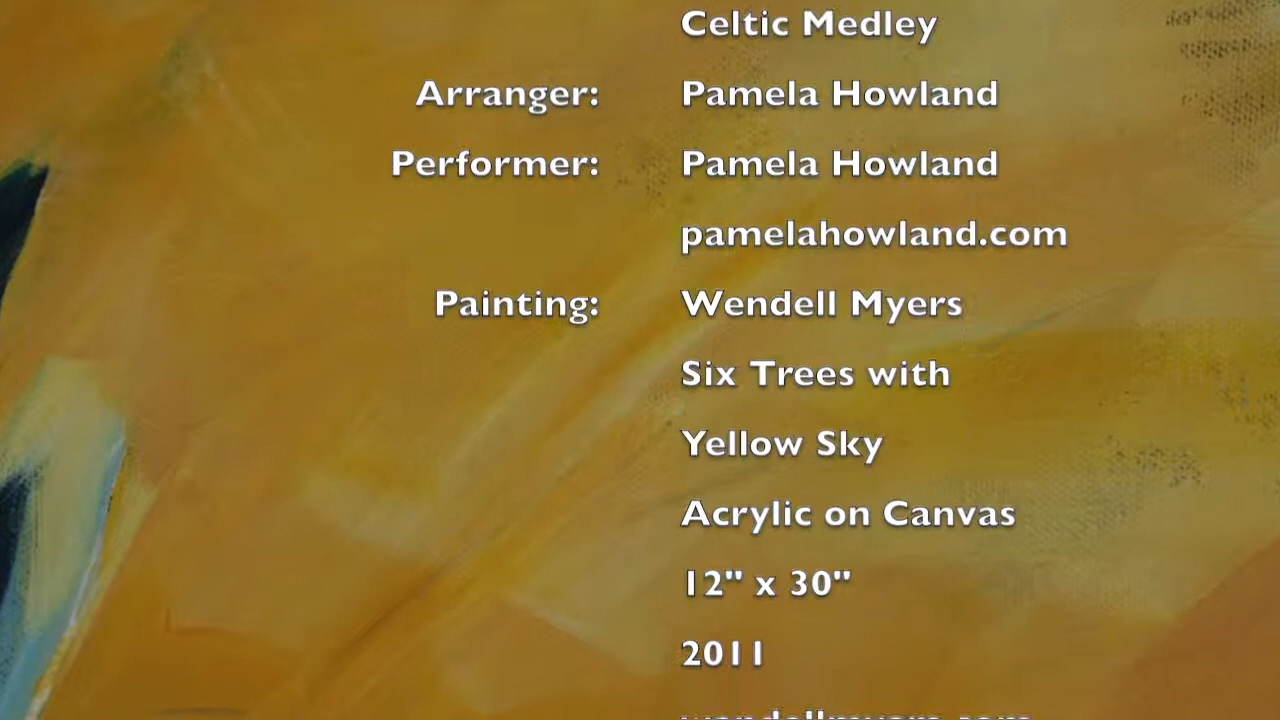 Celtic Medley
Arranger: Pamela Howland
Performer: Pamela Howland
pamelahowland.com
Painting: Wendell Myers
Six Trees with
Yellow Sky
Acrylic on Canvas
12" x 30"
2011